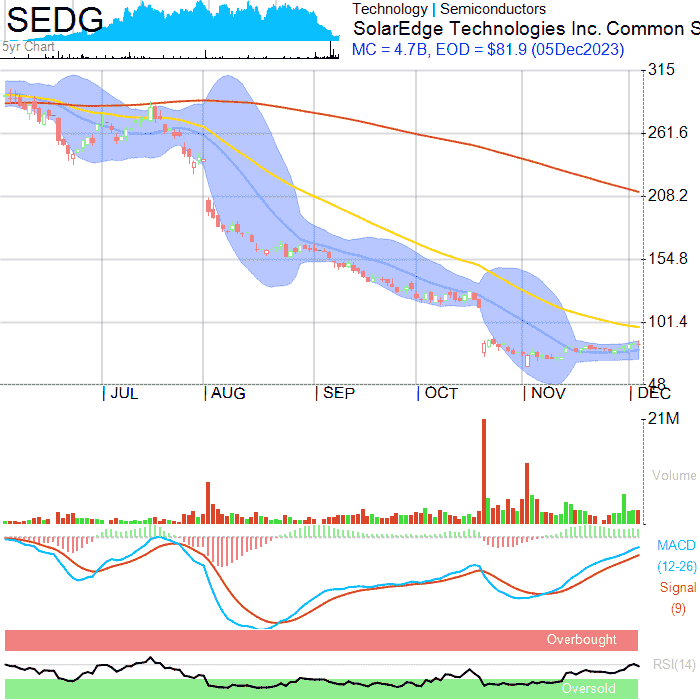 SEDG
5yr Chart
Technology | Semiconductors
SolarEdge Technologies Inc. Common S
MC = 4.7B, EOD = $81.9 (05Dec2023)
315
261.6
208.2
154.8
101.4
48
| JUL | AUG | SEP | OCT | NOV | DEC
21M
Volume
MACD
(12-26)
Signal
(9)
Overbought
RSI(14)
Oversold